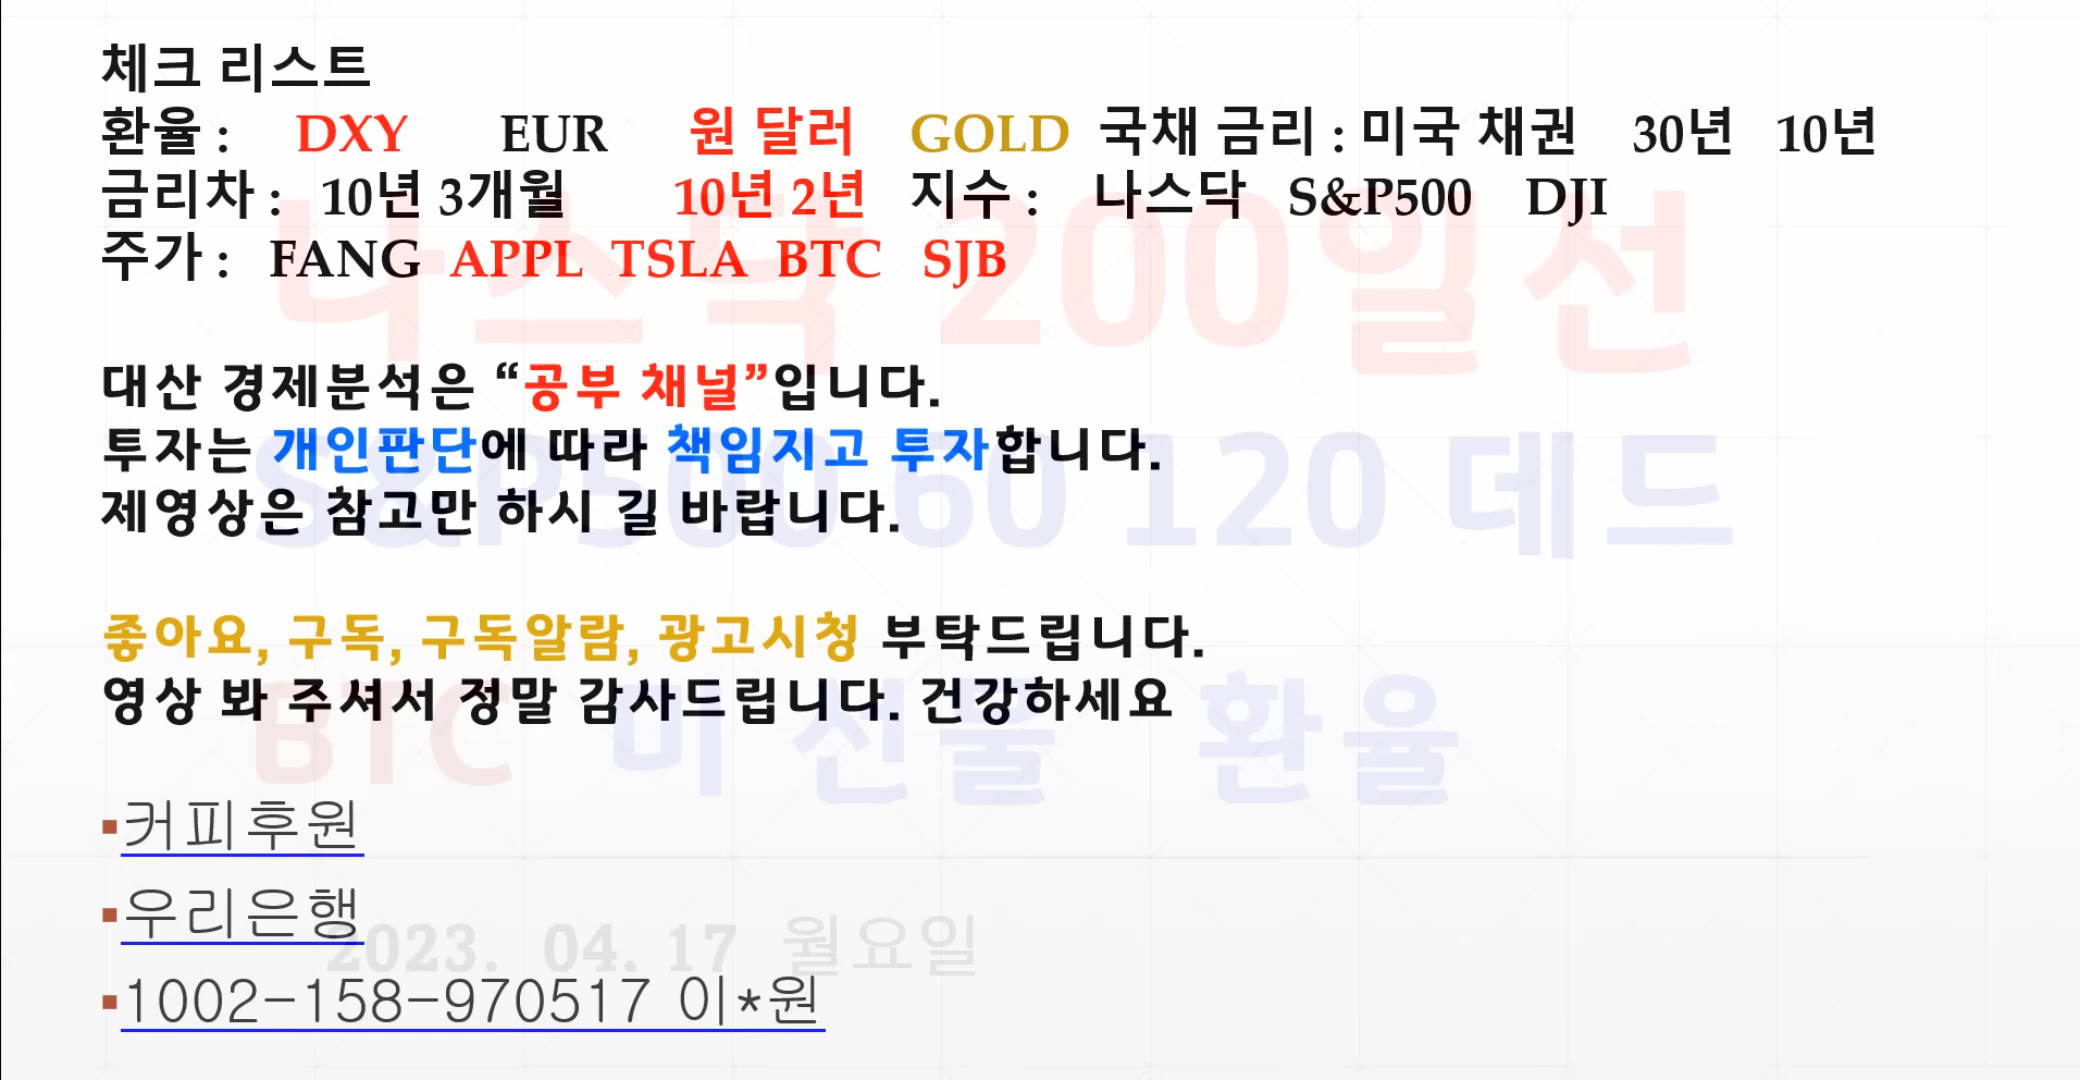 체크 리스트
환율 : DXY EUR 원 달러 GOLD 국채 금리 : 미국 채권 30년 10년
금리차 : 10년 3개월 10년 2년 지수 : 나스닥 S&P500 DJI
주가 : FANG APPL TSLA BTC SJB
나스닥 200일선
대산 경제분석은 “공부 채널”입니다.
투자는 개인판단에 따라 책임지고 투자합니다.
S&P500 60 120 데드
제영상은 참고만 하시 길 바랍니다.
좋아요, 구독, 구독알람, 광고시청 부탁드립니다.
영상 봐 주셔서 정말 감사드립니다. 건강하세요
BTC 미 선물 환율
▪커피후원
▪우리은행
2023. 04. 17 월요일
▪1002-158-970517 이*원